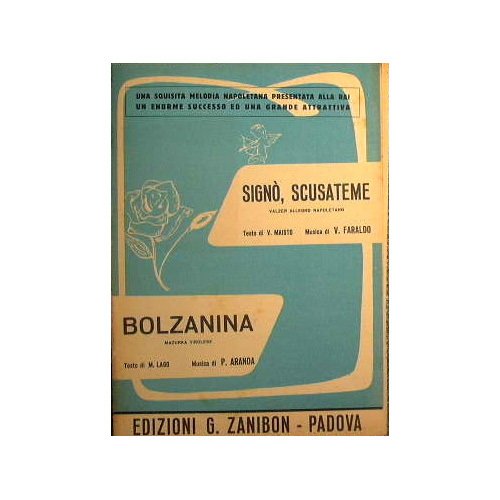 UNA SQUISITA MELODIA NAPOLETANA PRESENTATA ALLA RAI
UN ENORME SUCCESSO ED UNA GRANDE ATTRATTIVA
SIGNÒ, SCUSATEME
VALZER ALLEGRO NAPOLETANO
Testo di V. MAISTO Musica di V. FARALDO
BOLZANINA
MAZURKA TIROLESE
Testo di M. LAGO Musica di P. ARANDA
EDIZIONI G. ZANIBON - PADOVA